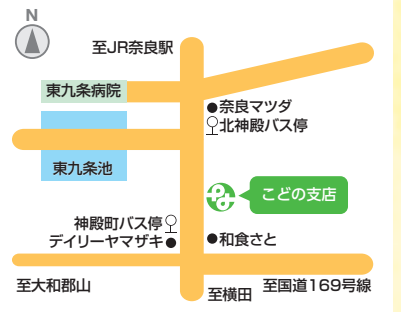 N
至JR奈良駅
東九条病院
奈良マツダ
北神殿バス停
東九条池
こどの支店
神殿町バス停
デイリーヤマザキ
和食さと
至大和郡山
至横田
至国道169号線